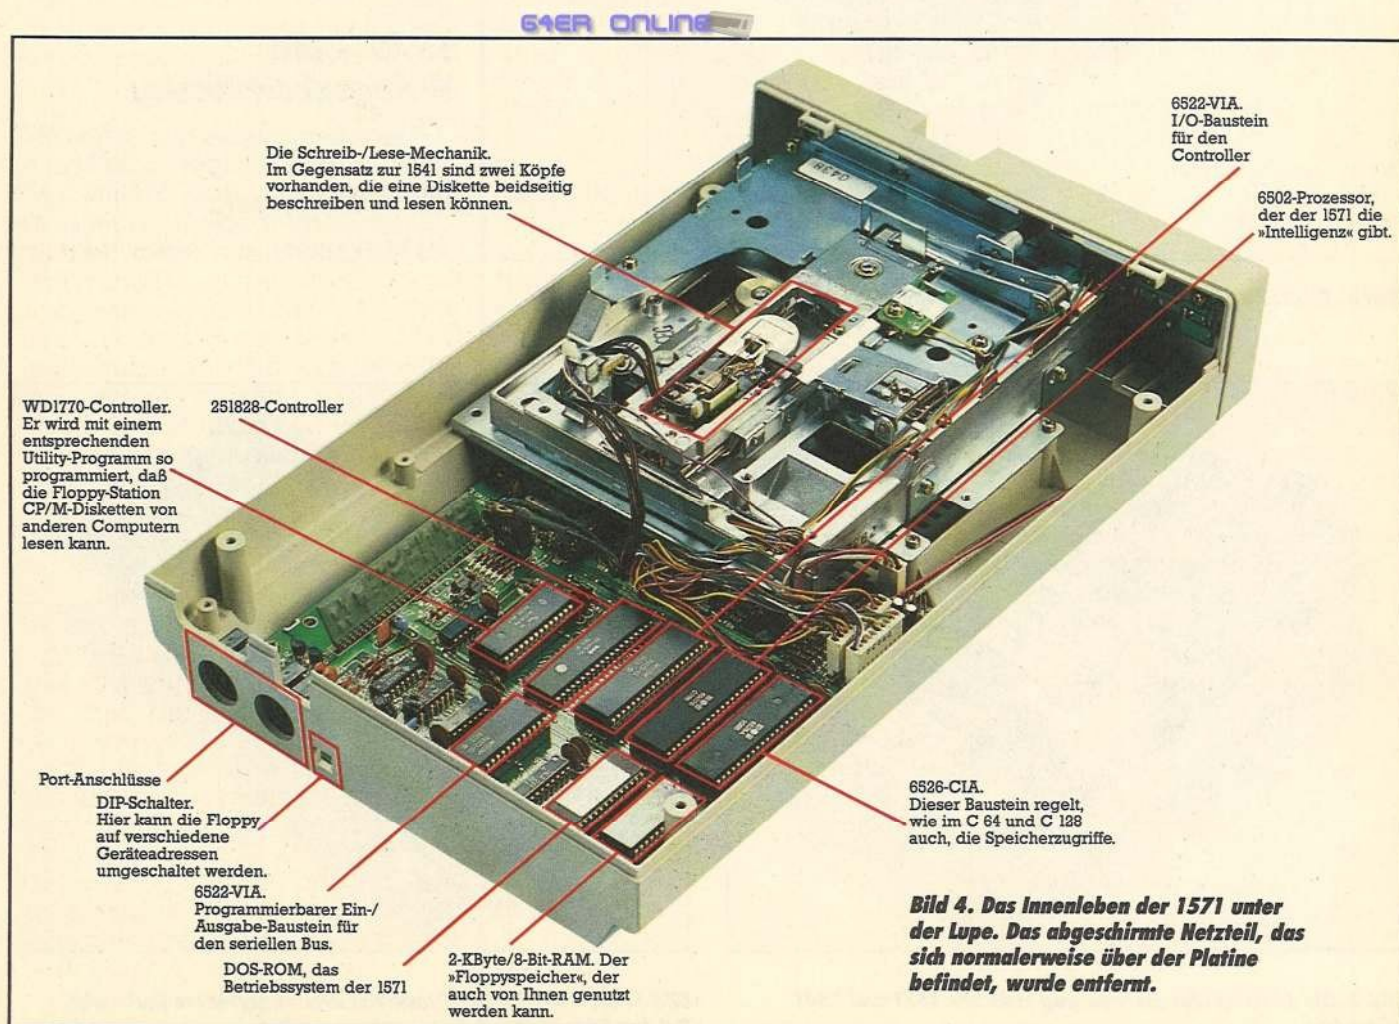 64ER ONLINE
Die Schreib-/Lese-Mechanik.
Im Gegensatz zur 1541 sind zwei Köpfe
vorhanden, die eine Diskette beidseitig
beschreiben und lesen können.
6522-VIA.
I/O-Baustein
für den
Controller
6502-Prozessor,
der der 1571 die
»Intelligenz« gibt.
0438
WD1770-Controller.
Er wird mit einem
entsprechenden
Utility-Programm so
programmiert, daß
die Floppy-Station
CP/M-Disketten von
anderen Computern
lesen kann.
251828-Controller
Port-Anschlüsse
DIP-Schalter.
Hier kann die Floppy
auf verschiedene
Geräteadressen
umgeschaltet werden.
6522-VIA.
Programmierbarer Ein-/
Ausgabe-Baustein für
den seriellen Bus.
DOS-ROM, das
Betriebssystem der 1571
2-KByte/8-Bit-RAM. Der
»Floppyspeicher«, der
auch von Ihnen genutzt
werden kann.
6526-CIA.
Dieser Baustein regelt,
wie im C 64 und C 128
auch, die Speicherzugriffe.
Bild 4. Das Innenleben der 1571 unter
der Lupe. Das abgeschirmte Netzteil, das
sich normalerweise über der Platine
befindet, wurde entfernt.